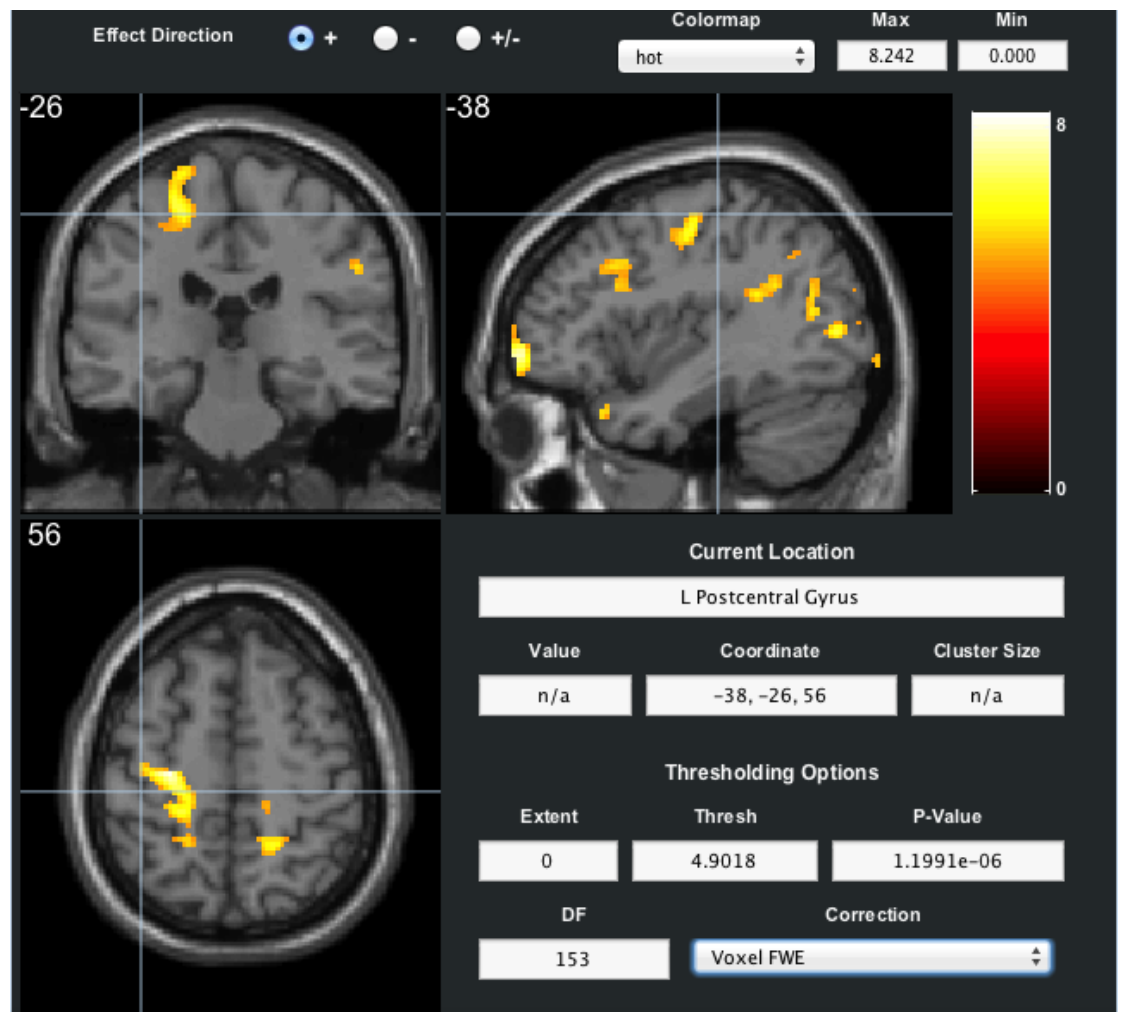 Colormap Max Min
Effect Direction + - +/-
hot 8.242 0.000
-26 -38
8
0
56
Current Location
L Postcentral Gyrus
Value Coordinate Cluster Size
n/a -38, -26, 56 n/a
Thresholding Options
Extent Thresh P-Value
0 4.9018 1.1991e-06
DF Correction
153 Voxel FWE